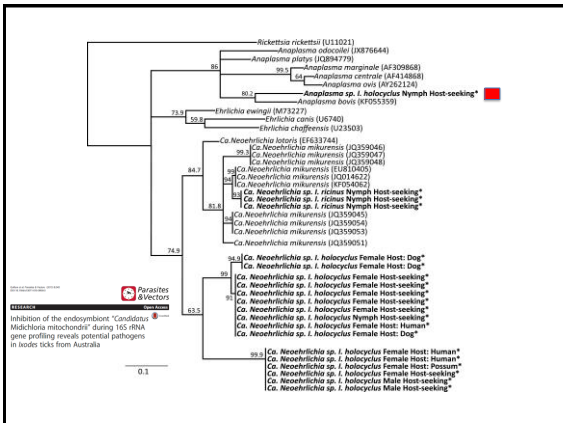 Rickettsia rickettsii (U11021)
Anaplasma odocoilei (JX876644)
86
Anaplasma platys (JQ894779)
99.5
Anaplasma marginale (AF309868)
64
Anaplasma centrale (AF414868)
Anaplasma ovis (AY262124)
80.2
Anaplasma sp. I. holocyclus Nymph Host-seeking*
Anaplasma bovis (KF055359)
73.9
Ehrlichia ewingii (M73227)
59.8
Ehrlichia canis (U6740)
Ehrlichia chaffeensis (U23503)
84.7
Ca. Neoehrlichia lotoris (EF633744)
99.3
Ca.Neoehrlichia mikurensis (JQ359046)
Ca.Neoehrlichia mikurensis (JQ359047)
Ca.Neoehrlichia mikurensis (JQ359048)
99
Ca.Neoehrlichia mikurensis (EU810405)
94
Ca.Neoehrlichia mikurensis (JQ014622)
Ca.Neoehrlichia mikurensis (KF054062)
93
Ca. Neoehrlichia sp. I. ricinus Nymph Host-seeking*
Ca. Neoehrlichia sp. I. ricinus Nymph Host-seeking*
Ca. Neoehrlichia sp. I. ricinus Nymph Host-seeking*
81.8
94
Ca.Neoehrlichia mikurensis (JQ359045)
Ca.Neoehrlichia mikurensis (JQ359054)
Ca.Neoehrlichia mikurensis (JQ359053)
Ca.Neoehrlichia mikurensis (JQ359051)
74.9
94.9
Ca. Neoehrlichia sp. I. holocyclus Female Host: Dog*
Ca. Neoehrlichia sp. I. holocyclus Female Host: Dog*
99
Ca. Neoehrlichia sp. I. holocyclus Female Host-seeking*
Ca. Neoehrlichia sp. I. holocyclus Female Host-seeking*
91
Ca. Neoehrlichia sp. I. holocyclus Female Host-seeking*
Ca. Neoehrlichia sp. I. holocyclus Female Host-seeking*
Ca. Neoehrlichia sp. I. holocyclus Female Host-seeking*
Ca. Neoehrlichia sp. I. holocyclus Nymph Host-seeking*
Ca. Neoehrlichia sp. I. holocyclus Female Host: Human*
Ca. Neoehrlichia sp. I. holocyclus Female Host: Dog*
63.5
99.9
Ca. Neoehrlichia sp. I. holocyclus Female Host: Human*
Ca. Neoehrlichia sp. I. holocyclus Female Host: Human*
Ca. Neoehrlichia sp. I. holocyclus Female Host: Possum*
Ca. Neoehrlichia sp. I. holocyclus Female Host-seeking*
Ca. Neoehrlichia sp. I. holocyclus Male Host-seeking*
Ca. Neoehrlichia sp. I. holocyclus Male Host-seeking*
Parasites
&Vectors
RESEARCH
Open Access
Inhibition of the endosymbiont "Candidatus
Midichloria mitochondrii" during 16S rRNA
gene profiling reveals potential pathogens
in Ixodes ticks from Australia
0.1